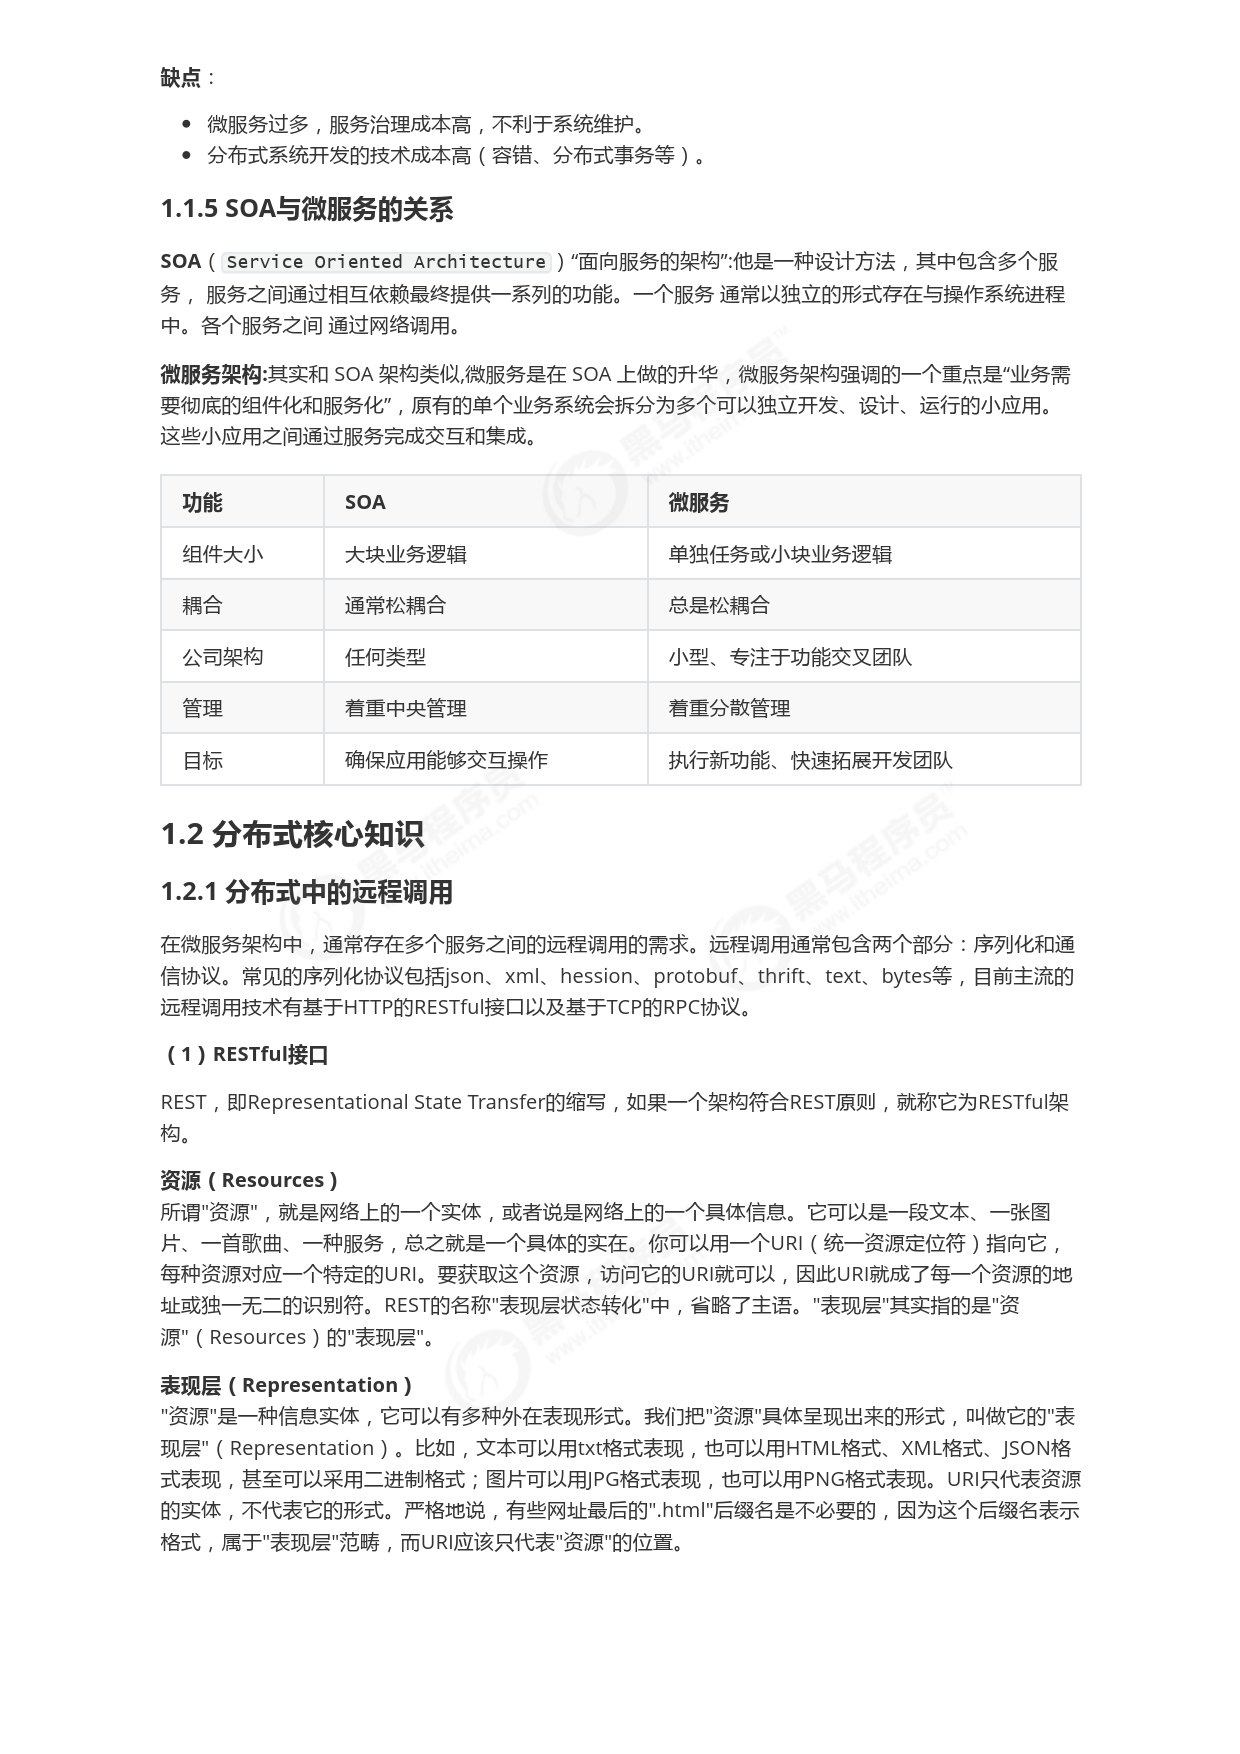 缺点：
微服务过多，服务治理成本高，不利于系统维护。
分布式系统开发的技术成本高（容错、分布式事务等）。
1.1.5 SOA与微服务的关系
SOA（ Service Oriented Architecture ）“面向服务的架构”:他是一种设计方法，其中包含多个服
务， 服务之间通过相互依赖最终提供一系列的功能。一个服务 通常以独立的形式存在与操作系统进程
中。各个服务之间 通过网络调用。
微服务架构:其实和 SOA 架构类似,微服务是在 SOA 上做的升华，微服务架构强调的一个重点是“业务需
要彻底的组件化和服务化”，原有的单个业务系统会拆分为多个可以独立开发、设计、运行的小应用。
这些小应用之间通过服务完成交互和集成。
功能 SOA 微服务
组件大小 大块业务逻辑 单独任务或小块业务逻辑
耦合 通常松耦合 总是松耦合
公司架构 任何类型 小型、专注于功能交叉团队
管理 着重中央管理 着重分散管理
目标 确保应用能够交互操作 执行新功能、快速拓展开发团队
1.2 分布式核心知识
1.2.1 分布式中的远程调用
在微服务架构中，通常存在多个服务之间的远程调用的需求。远程调用通常包含两个部分：序列化和通
信协议。常见的序列化协议包括json、xml、hession、protobuf、thrift、text、bytes等，目前主流的
远程调用技术有基于HTTP的RESTful接口以及基于TCP的RPC协议。
（1）RESTful接口
REST，即Representational State Transfer的缩写，如果一个架构符合REST原则，就称它为RESTful架
构。
资源（Resources）
所谓"资源"，就是网络上的一个实体，或者说是网络上的一个具体信息。它可以是一段文本、一张图
片、一首歌曲、一种服务，总之就是一个具体的实在。你可以用一个URI（统一资源定位符）指向它，
每种资源对应一个特定的URI。要获取这个资源，访问它的URI就可以，因此URI就成了每一个资源的地
址或独一无二的识别符。REST的名称"表现层状态转化"中，省略了主语。"表现层"其实指的是"资
源"（Resources）的"表现层"。
表现层（Representation）
"资源"是一种信息实体，它可以有多种外在表现形式。我们把"资源"具体呈现出来的形式，叫做它的"表
现层"（Representation）。比如，文本可以用txt格式表现，也可以用HTML格式、XML格式、JSON格
式表现，甚至可以采用二进制格式；图片可以用JPG格式表现，也可以用PNG格式表现。URI只代表资源
的实体，不代表它的形式。严格地说，有些网址最后的".html"后缀名是不必要的，因为这个后缀名表示
格式，属于"表现层"范畴，而URI应该只代表"资源"的位置。
黑马程序员™
www.itheima.com
黑马程序员
www.itheima.com
黑马程序员™
www.itheima.com
黑马程序员
www.itheima.com